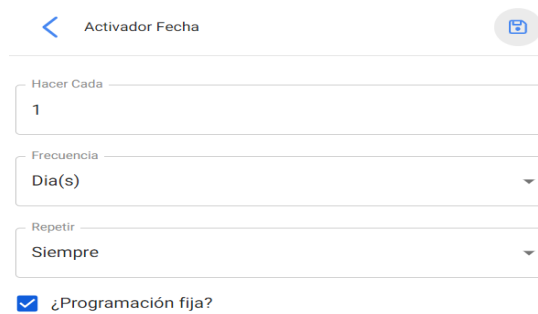 Activador Fecha
Hacer Cada
1
Frecuencia
Dia(s)
Repetir
Siempre
¿Programación fija?